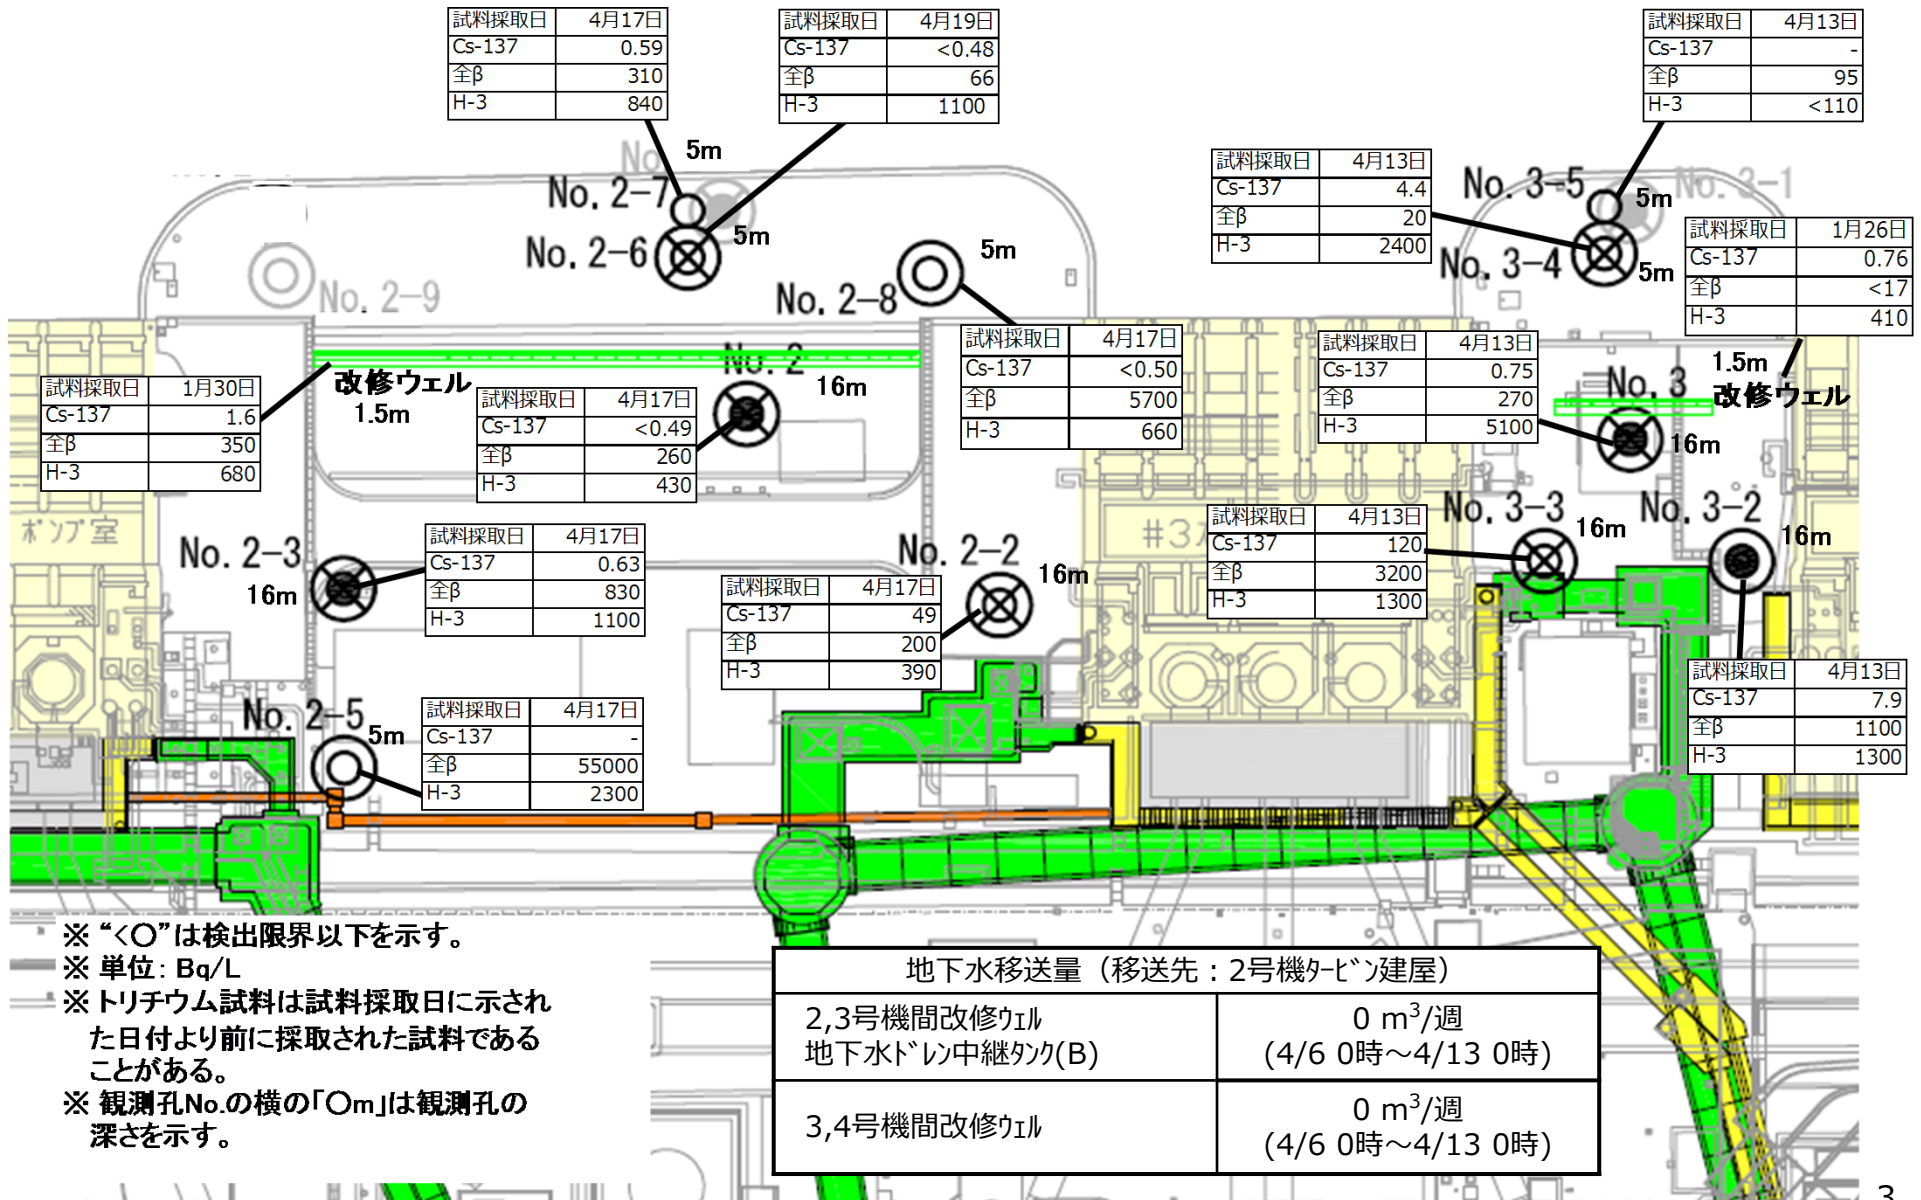 試料採取日 4月17日
Cs-137 0.59
全β 310
H-3 840
試料採取日 4月19日
Cs-137 <0.48
全β 66
H-3 1100
試料採取日 4月13日
Cs-137 -
全β 95
H-3 <110
No
5m
No. 2-7
No. 2-6
5m
No. 2-8
5m
No. 2-9
試料採取日 4月13日
Cs-137 4.4
全β 20
H-3 2400
No. 3-5
5m
No. 3-1
No. 3-4
5m
試料採取日 1月26日
Cs-137 0.76
全β <17
H-3 410
試料採取日 1月30日
Cs-137 1.6
全β 350
H-3 680
改修ウェル
1.5m
試料採取日 4月17日
Cs-137 <0.49
全β 260
H-3 430
No. 2
16m
試料採取日 4月17日
Cs-137 <0.50
全β 5700
H-3 660
試料採取日 4月13日
Cs-137 0.75
全β 270
H-3 5100
No. 3
16m
1.5m
改修ウェル
ポンプ室
No. 2-3
16m
試料採取日 4月17日
Cs-137 0.63
全β 830
H-3 1100
No. 2-2
16m
試料採取日 4月17日
Cs-137 49
全β 200
H-3 390
#3
試料採取日 4月13日
Cs-137 120
全β 3200
H-3 1300
No. 3-3
16m
No. 3-2
16m
試料採取日 4月13日
Cs-137 7.9
全β 1100
H-3 1300
No. 2-5
5m
試料採取日 4月17日
Cs-137 -
全β 55000
H-3 2300
※ “<〇”は検出限界以下を示す。
※ 単位: Bq/L
※ トリチウム試料は試料採取日に示され
た日付より前に採取された試料である
ことがある。
※ 観測孔No.の横の「〇m」は観測孔の
深さを示す。
地下水移送量（移送先：2号機ﾀｰﾋﾞﾝ建屋）
2,3号機間改修ｳｪﾙ
地下水ﾄﾞﾚﾝ中継ﾀﾝｸ(B)
0 m³/週
(4/6 0時～4/13 0時)
3,4号機間改修ｳｪﾙ
0 m³/週
(4/6 0時～4/13 0時)
3